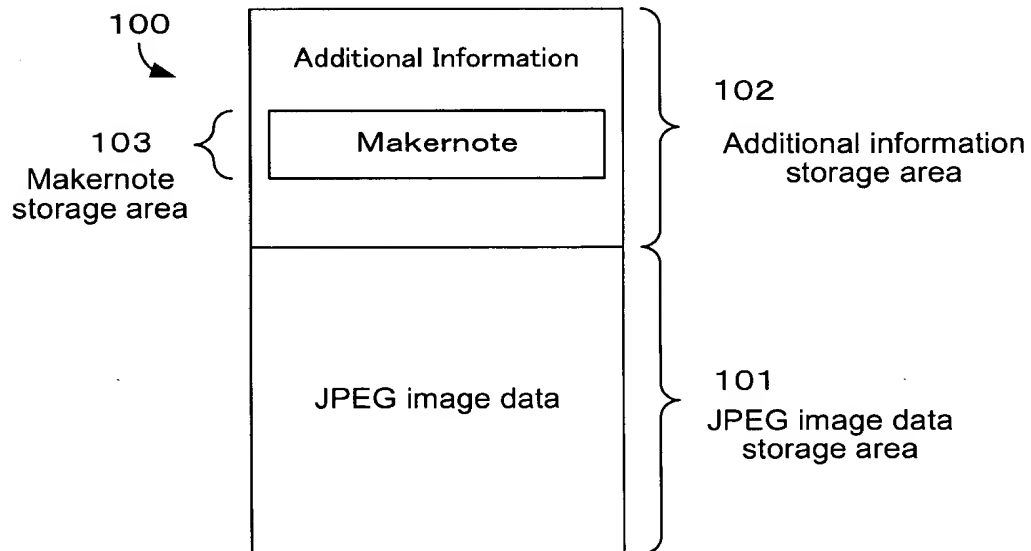 100
Additional Information
103
Makernote
storage area
Makernote
102
Additional information
storage area
JPEG image data
101
JPEG image data
storage area